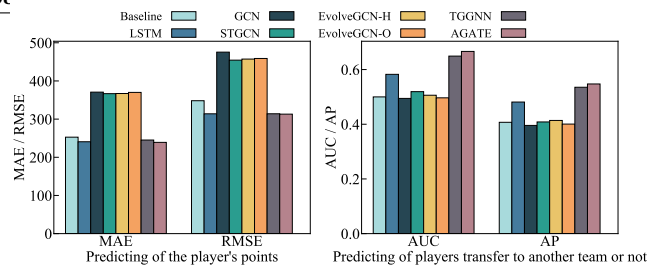 Baseline GCN EvolveGCN-H TGGNN
LSTM STGCN EvolveGCN-O AGATE
MAE / RMSE
500
400
300
200
100
0
MAE RMSE
Predicting of the player's points
AUC / AP
0.6
0.4
0.2
0.0
AUC AP
Predicting of players transfer to another team or not